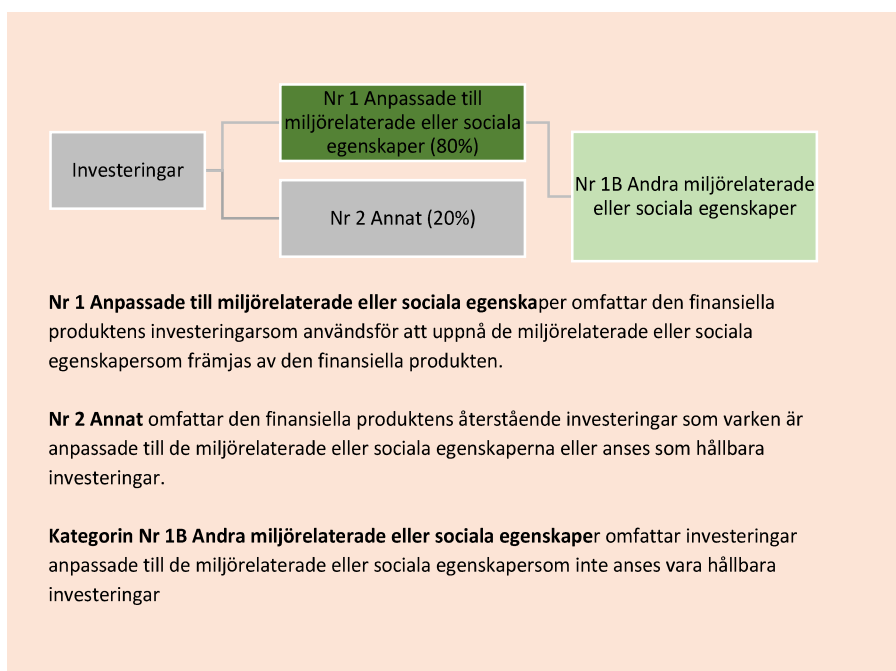 Nr 1 Anpassade till
miljörelaterade eller sociala
egenskaper (80%)
Investeringar
Nr 2 Annat (20%)
Nr 1B Andra miljörelaterade
eller sociala egenskaper
Nr 1 Anpassade till miljörelaterade eller sociala egenskaper omfattar den finansiella
produktens investeringarsom användsför att uppnå de miljörelaterade eller sociala
egenskapersom främjas av den finansiella produkten.
Nr 2 Annat omfattar den finansiella produktens återstående investeringar som varken är
anpassade till de miljörelaterade eller sociala egenskaperna eller anses som hållbara
investeringar.
Kategorin Nr 1B Andra miljörelaterade eller sociala egenskaper omfattar investeringar
anpassade till de miljörelaterade eller sociala egenskapersom inte anses vara hållbara
investeringar